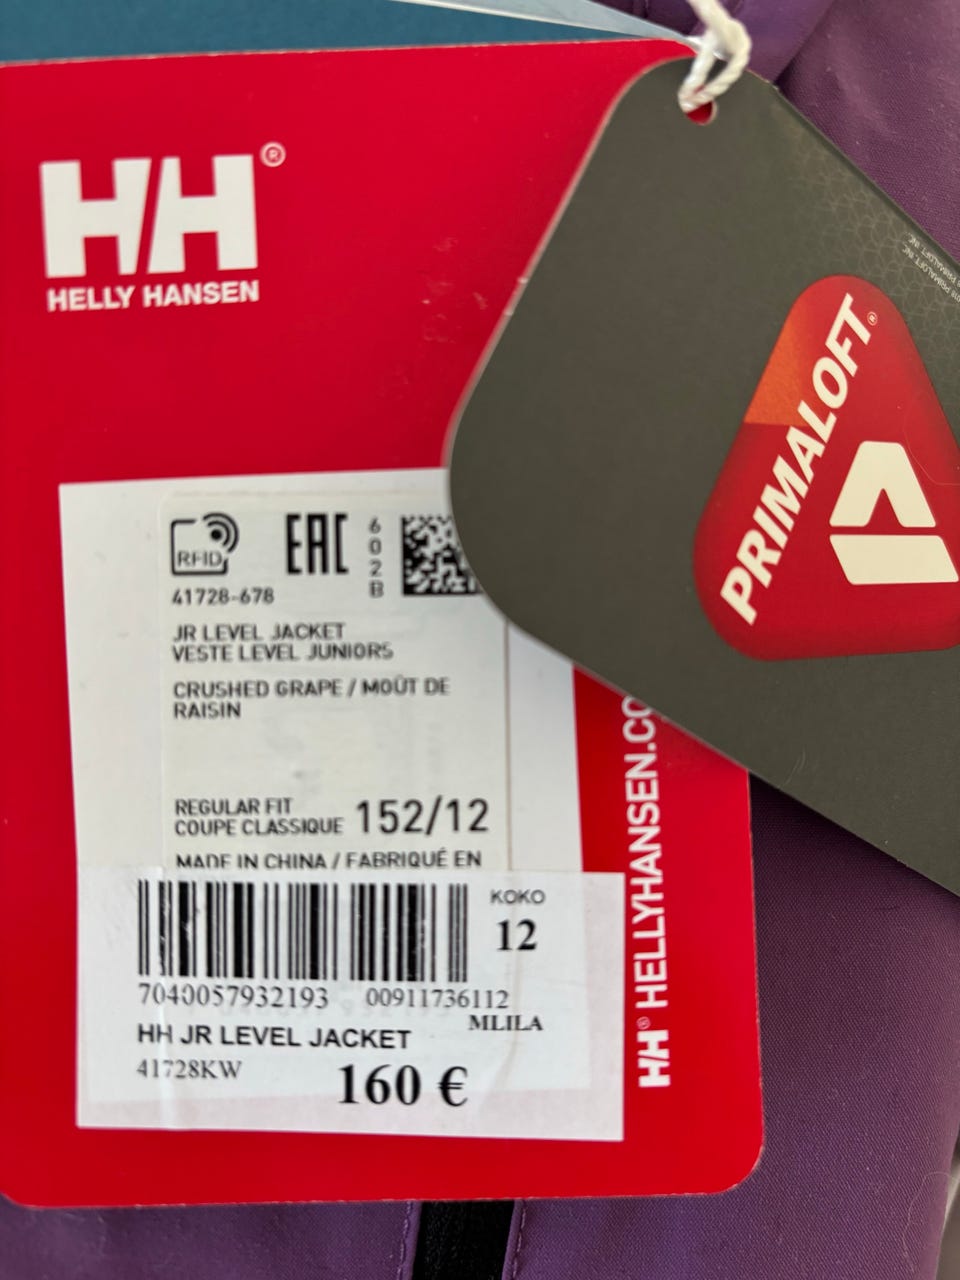 HH®
HELLY HANSEN
PRIMALOFT®
RFID
EAC
602B
41728-678
JR LEVEL JACKET
VESTE LEVEL JUNIORS
CRUSHED GRAPE / MOÛT DE
RAISIN
REGULAR FIT
COUPE CLASSIQUE
152/12
MADE IN CHINA / FABRIQUÉ EN
KOKO
12
7040057932193 00911736112
MLILA
HH JR LEVEL JACKET
41728KW
160 €
HH® HELLYHANSEN.CO